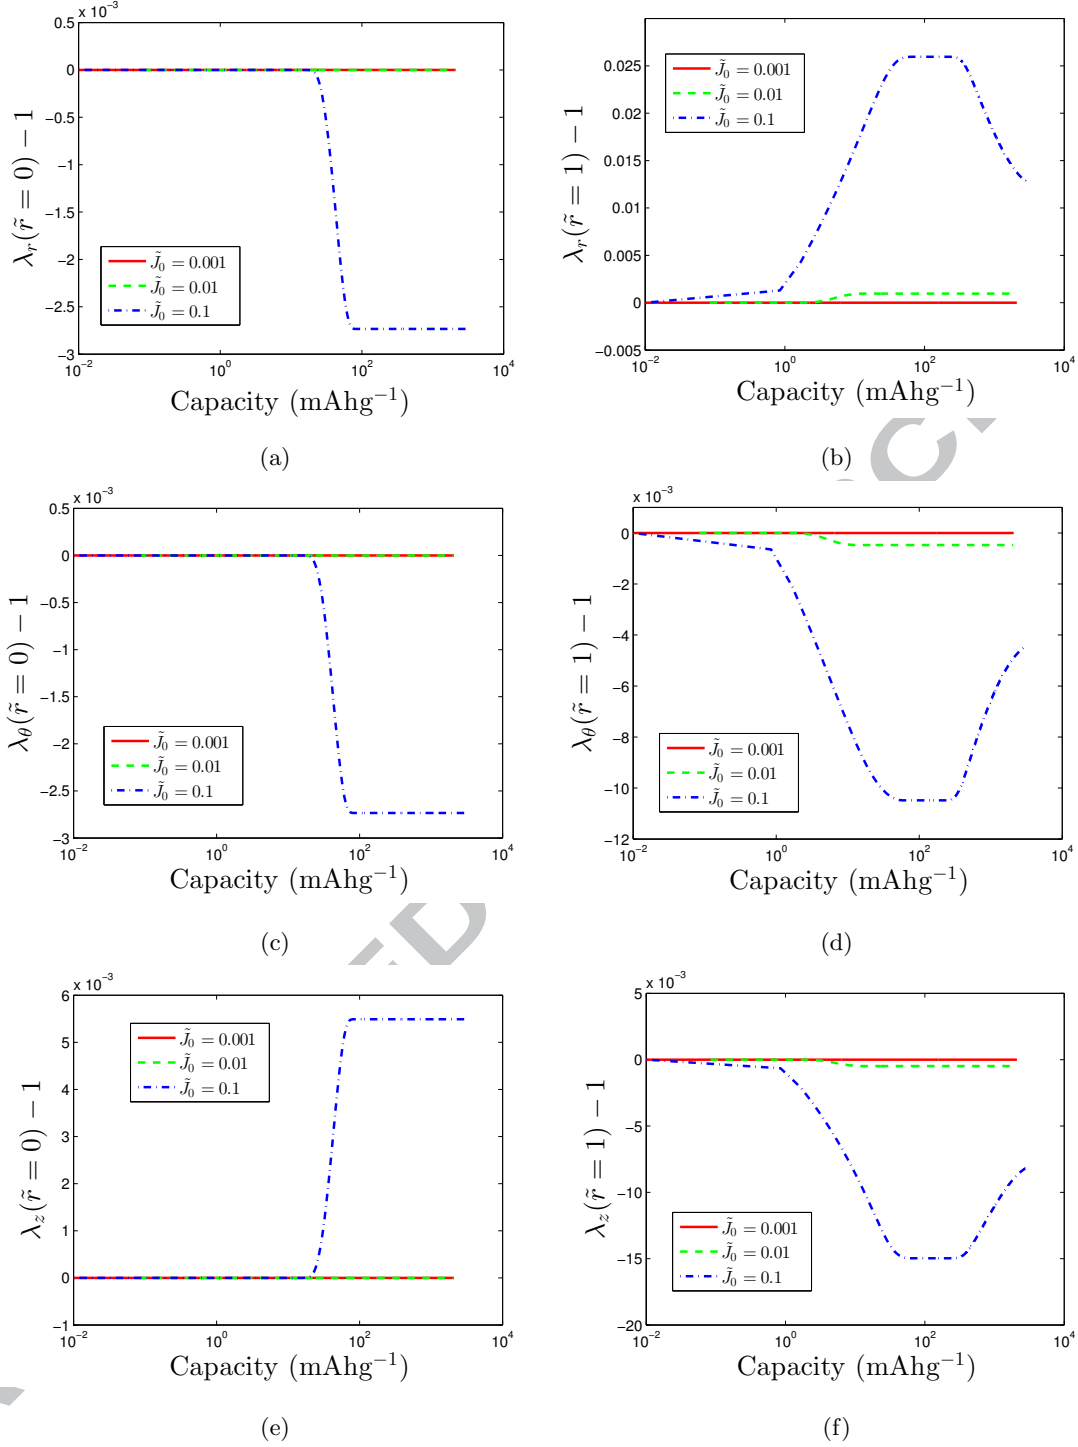 x 10⁻³
0.5
0
−0.5
−1
−1.5
−2
−2.5
−3
10⁻² 10⁰ 10² 10⁴
λ_r(r̃ = 0) − 1
J̃₀ = 0.001
J̃₀ = 0.01
J̃₀ = 0.1
Capacity (mAhg⁻¹)
(a)
0.025
0.02
0.015
0.01
0.005
0
−0.005
10⁻² 10⁰ 10² 10⁴
λ_r(r̃ = 1) − 1
J̃₀ = 0.001
J̃₀ = 0.01
J̃₀ = 0.1
Capacity (mAhg⁻¹)
(b)
x 10⁻³
0.5
0
−0.5
−1
−1.5
−2
−2.5
−3
10⁻² 10⁰ 10² 10⁴
λ_θ(r̃ = 0) − 1
J̃₀ = 0.001
J̃₀ = 0.01
J̃₀ = 0.1
Capacity (mAhg⁻¹)
(c)
x 10⁻³
0
−2
−4
−6
−8
−10
−12
10⁻² 10⁰ 10² 10⁴
λ_θ(r̃ = 1) − 1
J̃₀ = 0.001
J̃₀ = 0.01
J̃₀ = 0.1
Capacity (mAhg⁻¹)
(d)
x 10⁻³
6
5
4
3
2
1
0
−1
10⁻² 10⁰ 10² 10⁴
λ_z(r̃ = 0) − 1
J̃₀ = 0.001
J̃₀ = 0.01
J̃₀ = 0.1
Capacity (mAhg⁻¹)
(e)
x 10⁻³
5
0
−5
−10
−15
−20
10⁻² 10⁰ 10² 10⁴
λ_z(r̃ = 1) − 1
J̃₀ = 0.001
J̃₀ = 0.01
J̃₀ = 0.1
Capacity (mAhg⁻¹)
(f)